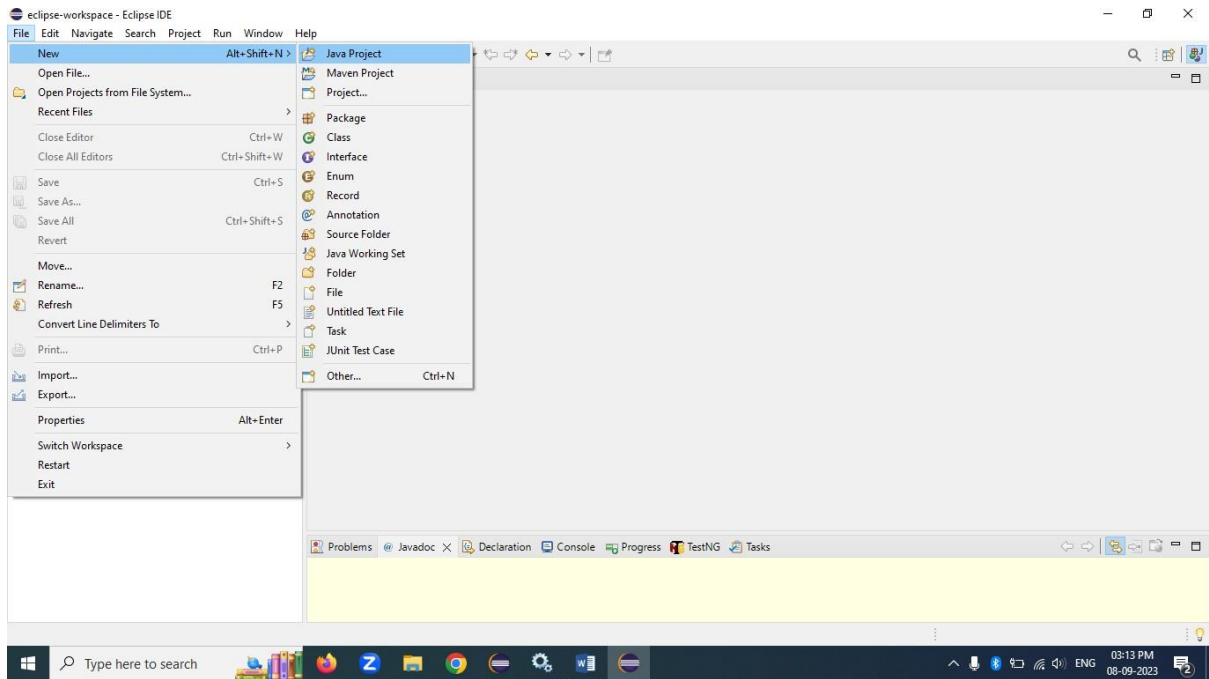 eclipse-workspace - Eclipse IDE
File Edit Navigate Search Project Run Window Help
New Alt+Shift+N >
Open File...
Open Projects from File System...
Recent Files >
Close Editor Ctrl+W
Close All Editors Ctrl+Shift+W
Save Ctrl+S
Save As...
Save All Ctrl+Shift+S
Revert
Move...
Rename... F2
Refresh F5
Convert Line Delimiters To >
Print... Ctrl+P
Import...
Export...
Properties Alt+Enter
Switch Workspace >
Restart
Exit
Java Project
Maven Project
Project...
Package
Class
Interface
Enum
Record
Annotation
Source Folder
Java Working Set
Folder
File
Untitled Text File
Task
JUnit Test Case
Other... Ctrl+N
Problems @ Javadoc Declaration Console Progress TestNG Tasks
Type here to search
ENG
03:13 PM
08-09-2023
2